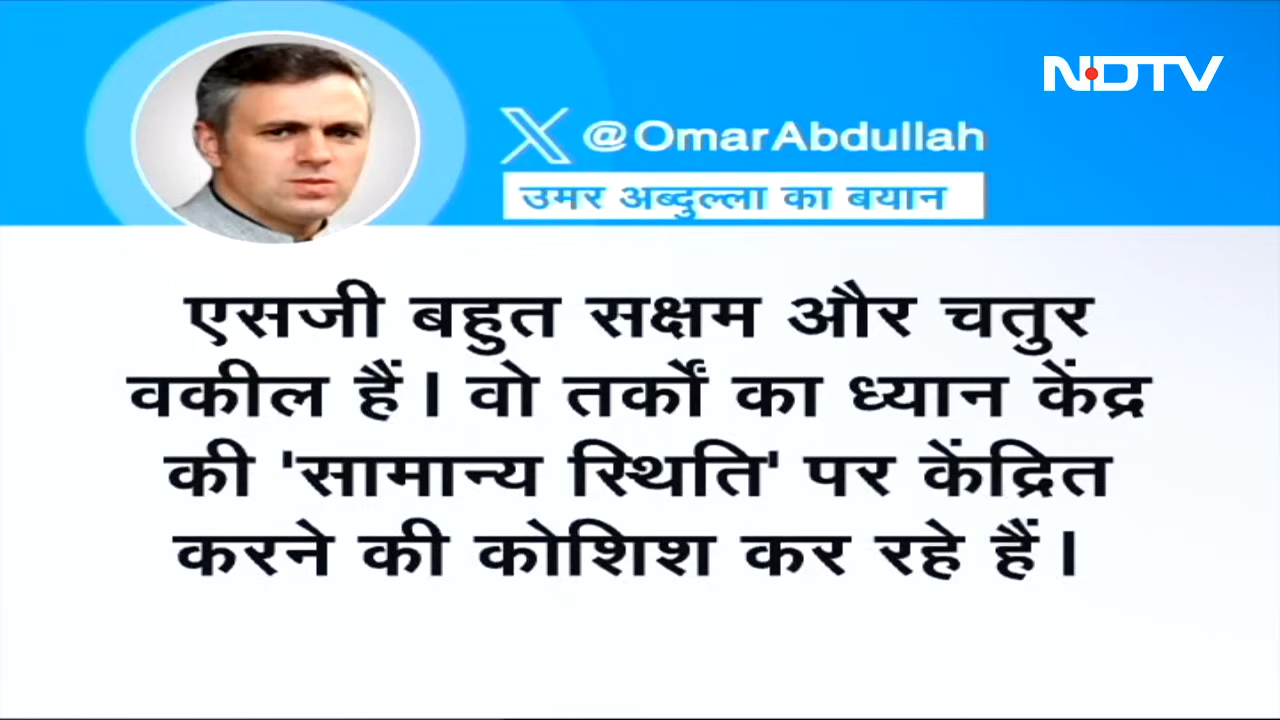 NDTV
@OmarAbdullah
उमर अब्दुल्ला का बयान
एसजी बहुत सक्षम और चतुर
वकील हैं। वो तर्कों का ध्यान केंद्र
की 'सामान्य स्थिति' पर केंद्रित
करने की कोशिश कर रहे हैं।